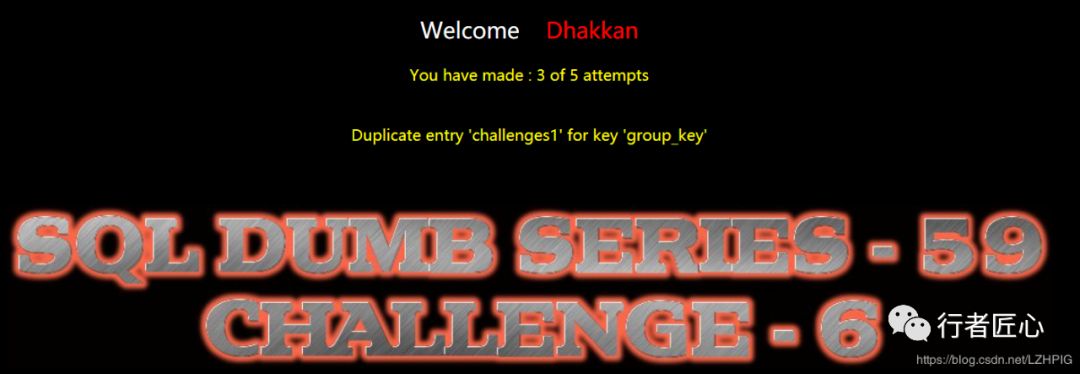 Welcome Dhakkan
You have made : 3 of 5 attempts
Duplicate entry 'challenges1' for key 'group_key'
SQL DUMB SERIES - 59
CHALLENGE - 6
行者匠心
https://blog.csdn.net/LZHPIG